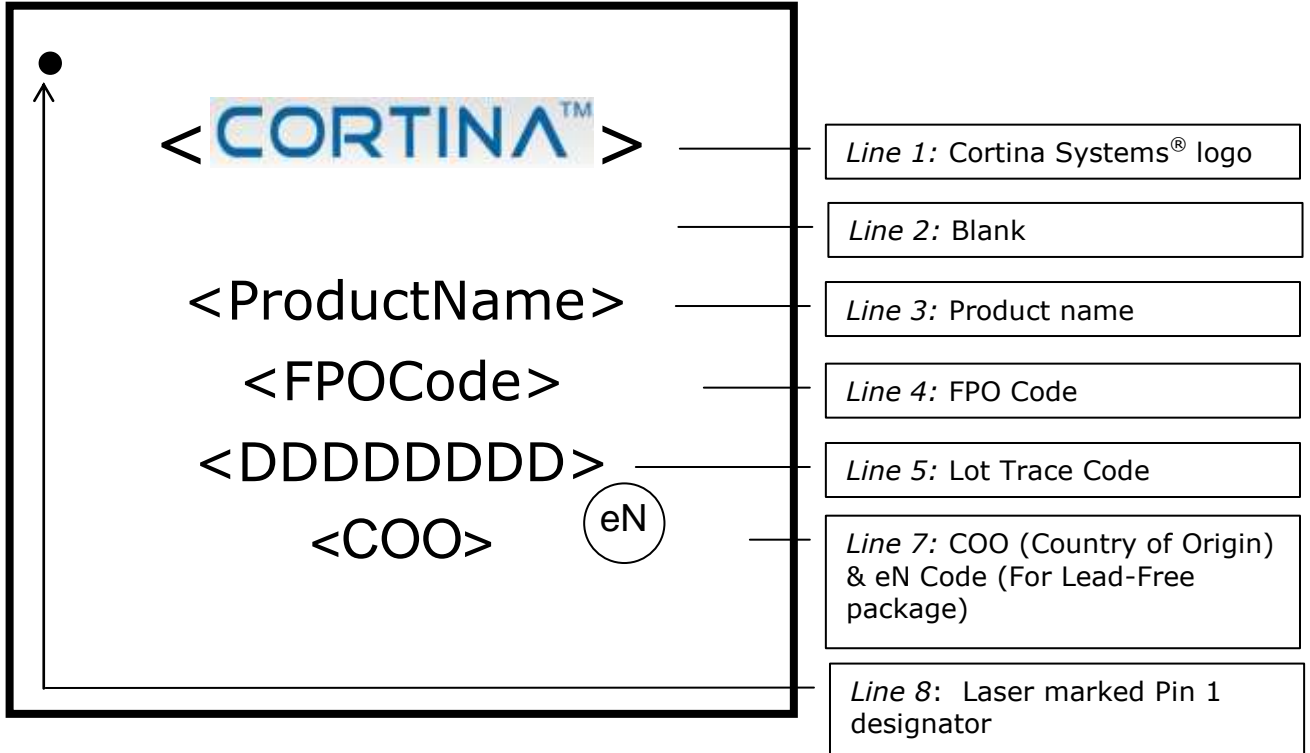 <CORTINA™>
Line 1: Cortina Systems® logo
Line 2: Blank
<ProductName>
Line 3: Product name
<FPOCode>
Line 4: FPO Code
<DDDDDDDD>
Line 5: Lot Trace Code
<COO>
eN
Line 7: COO (Country of Origin)
& eN Code (For Lead-Free
package)
Line 8: Laser marked Pin 1
designator